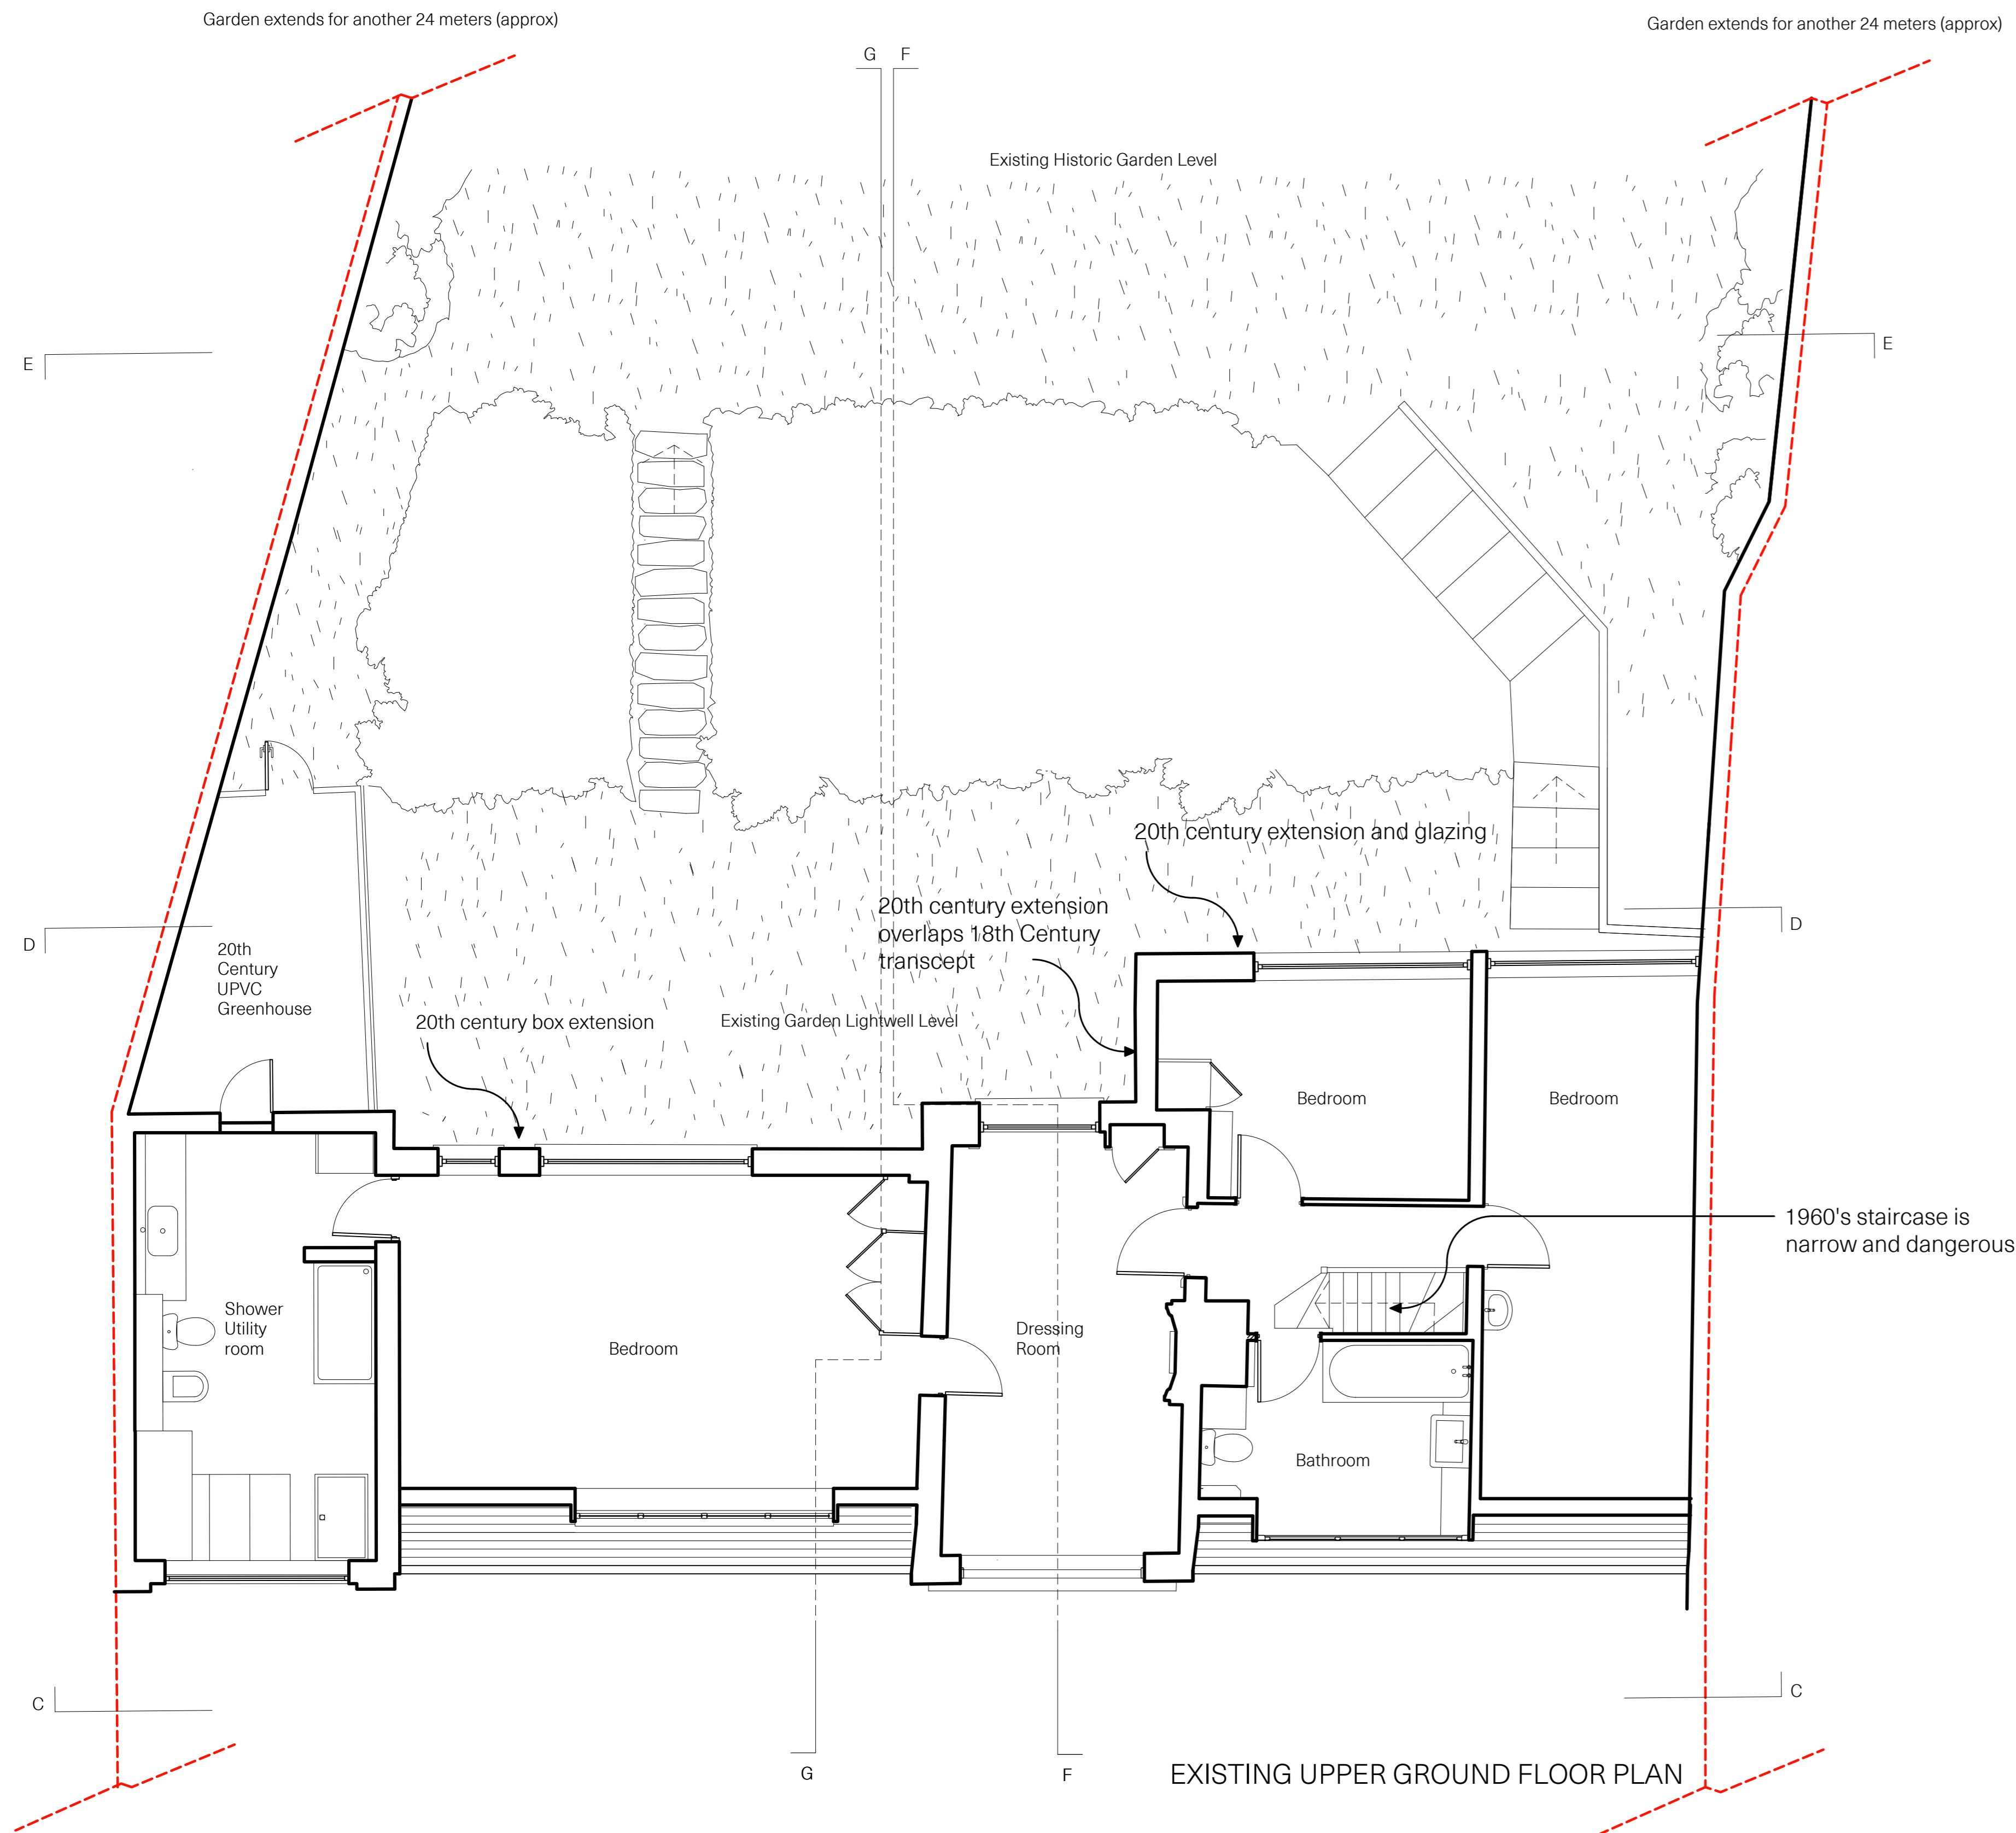 Garden extends for another 24 meters (approx)
Garden extends for another 24 meters (approx)
G F
Existing Historic Garden Level
E
E
20th century extension and glazing
20th century extension
overlaps 18th Century
transcept
D
D
20th
Century
UPVC
Greenhouse
20th century box extension
Existing Garden Lightwell Level
Bedroom
Bedroom
1960's staircase is
narrow and dangerous
Shower
Utility
room
Bedroom
Dressing
Room
Bathroom
C
C
G
F
EXISTING UPPER GROUND FLOOR PLAN